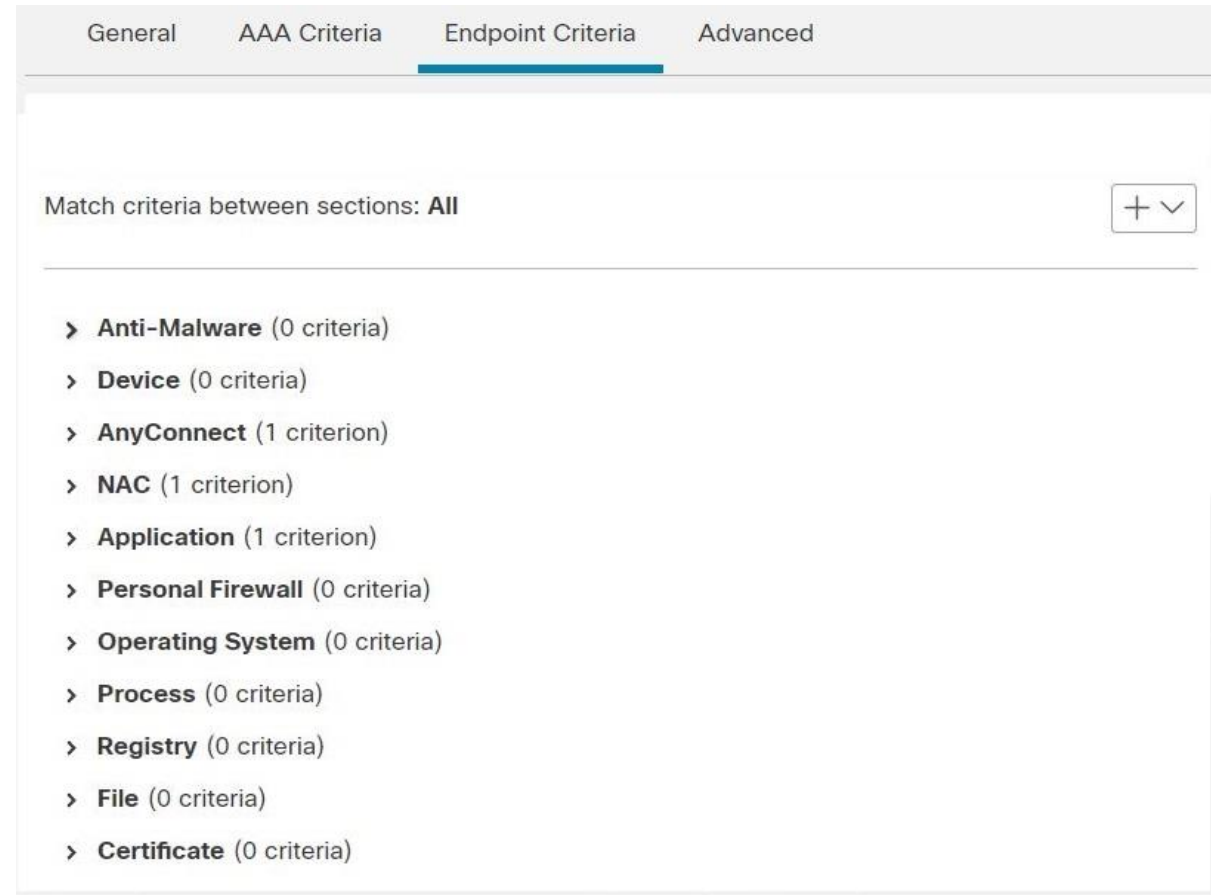 General AAA Criteria Endpoint Criteria Advanced
Match criteria between sections: All
Anti-Malware (0 criteria)
Device (0 criteria)
AnyConnect (1 criterion)
NAC (1 criterion)
Application (1 criterion)
Personal Firewall (0 criteria)
Operating System (0 criteria)
Process (0 criteria)
Registry (0 criteria)
File (0 criteria)
Certificate (0 criteria)